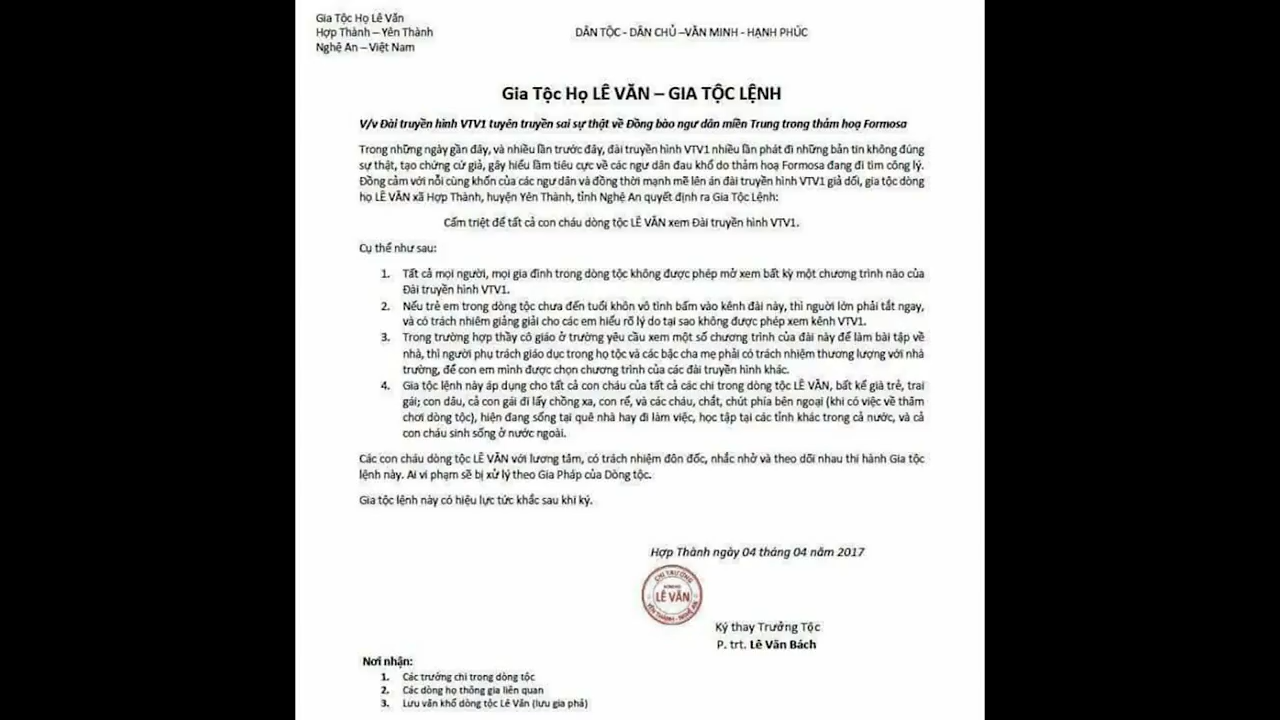 Gia Tộc Họ Lê Văn
Hợp Thành – Yên Thành
Nghệ An – Việt Nam
DÂN TỘC - DÂN CHỦ –VĂN MINH - HẠNH PHÚC
Gia Tộc Họ LÊ VĂN – GIA TỘC LỆNH
V/v Đài truyền hình VTV1 tuyên truyền sai sự thật về Đồng bào ngư dân miền Trung trong thảm hoạ Formosa
Trong những ngày gần đây, và nhiều lần trước đây, đài truyền hình VTV1 nhiều lần phát đi những bản tin không đúng
sự thật, tạo chứng cứ giả, gây hiểu lầm tiêu cực về các ngư dân đau khổ do thảm hoạ Formosa đang đi tìm công lý.
Đồng cảm với nỗi cùng khốn của các ngư dân và đồng thời mạnh mẽ lên án đài truyền hình VTV1 giả dối, gia tộc dòng
họ LÊ VĂN xã Hợp Thành, huyện Yên Thành, tỉnh Nghệ An quyết định ra Gia Tộc Lệnh:
Cấm triệt để tất cả con cháu dòng tộc LÊ VĂN xem Đài truyền hình VTV1.
Cụ thể như sau:
1. Tất cả mọi người, mọi gia đình trong dòng tộc không được phép mở xem bất kỳ một chương trình nào của
Đài truyền hình VTV1.
2. Nếu trẻ em trong dòng tộc chưa đến tuổi khôn vô tình bấm vào kênh đài này, thì người lớn phải tắt ngay,
và có trách nhiệm giảng giải cho các em hiểu rõ lý do tại sao không được phép xem kênh VTV1.
3. Trong trường hợp thầy cô giáo ở trường yêu cầu xem một số chương trình của đài này để làm bài tập về
nhà, thì người phụ trách giáo dục trong họ tộc và các bậc cha mẹ phải có trách nhiệm thương lượng với nhà
trường, để con em mình được chọn chương trình của các đài truyền hình khác.
4. Gia tộc lệnh này áp dụng cho tất cả con cháu của tất cả các chi trong dòng tộc LÊ VĂN, bất kể già trẻ, trai
gái; con dâu, cả con gái đi lấy chồng xa, con rể, và các cháu, chắt, chút phía bên ngoại (khi có việc về thăm
chơi dòng tộc), hiện đang sống tại quê nhà hay đi làm việc, học tập tại các tỉnh khác trong cả nước, và cả
con cháu sinh sống ở nước ngoài.
Các con cháu dòng tộc LÊ VĂN với lương tâm, có trách nhiệm đôn đốc, nhắc nhở và theo dõi nhau thi hành Gia tộc
lệnh này. Ai vi phạm sẽ bị xử lý theo Gia Pháp của Dòng tộc.
Gia tộc lệnh này có hiệu lực tức khắc sau khi ký.
Hợp Thành ngày 04 tháng 04 năm 2017
CHI TRƯỞNG
LÊ VĂN
YÊN THÀNH - NGHỆ AN
Ký thay Trưởng Tộc
P. trt. Lê Văn Bách
Nơi nhận:
1. Các trưởng chi trong dòng tộc
2. Các dòng họ thông gia liên quan
3. Lưu văn khố dòng tộc Lê Văn (lưu gia phả)